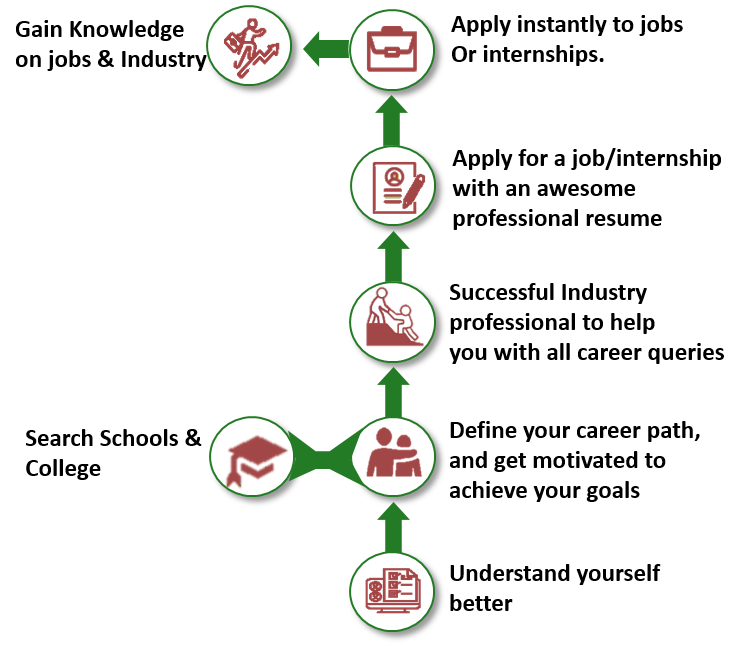 Gain Knowledge
on jobs & Industry
Apply instantly to jobs
Or internships.
Apply for a job/internship
with an awesome
professional resume
Successful Industry
professional to help
you with all career queries
Search Schools &
College
Define your career path,
and get motivated to
achieve your goals
Understand yourself
better